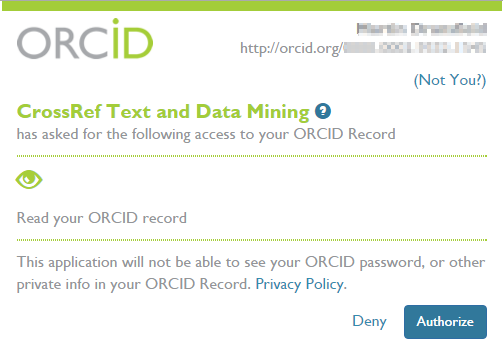 ORCID
http://orcid.org/
(Not You?)
CrossRef Text and Data Mining ?
has asked for the following access to your ORCID Record
Read your ORCID record
This application will not be able to see your ORCID password, or other
private info in your ORCID Record. Privacy Policy.
Deny Authorize